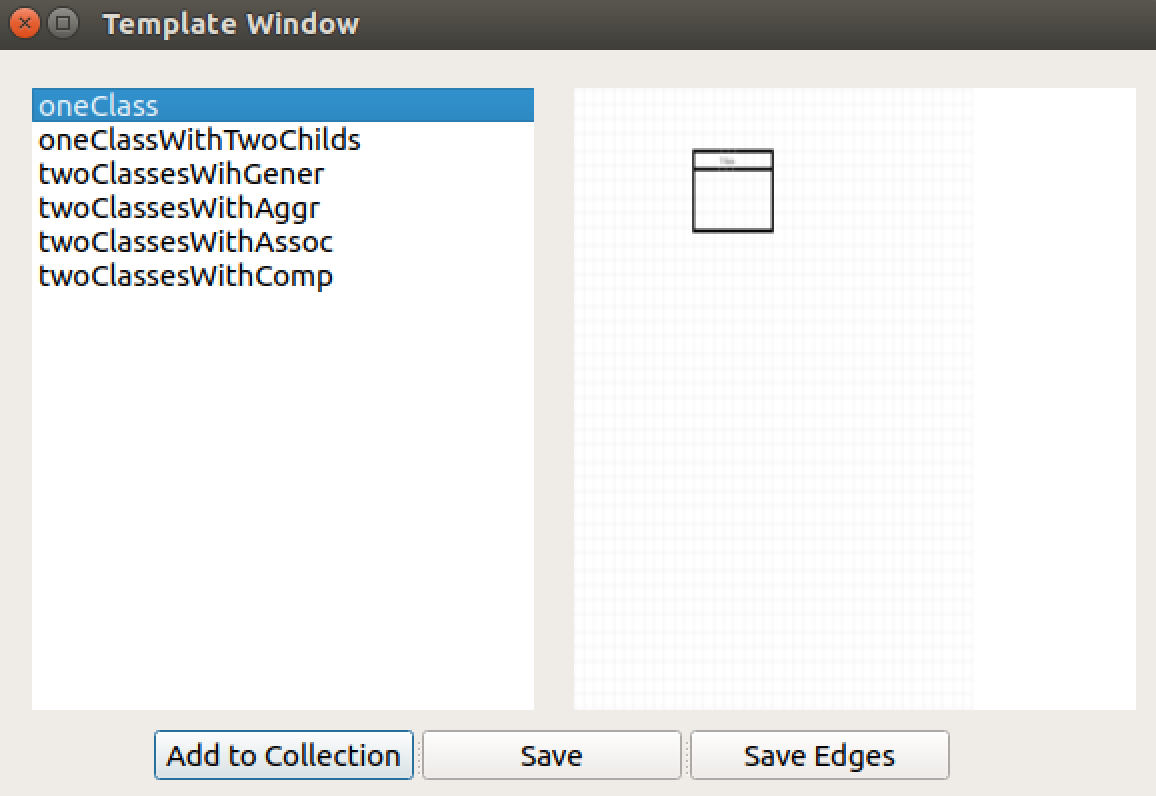 Template Window
oneClass
oneClassWithTwoChilds
twoClassesWihGener
twoClassesWithAggr
twoClassesWithAssoc
twoClassesWithComp
Add to Collection
Save
Save Edges